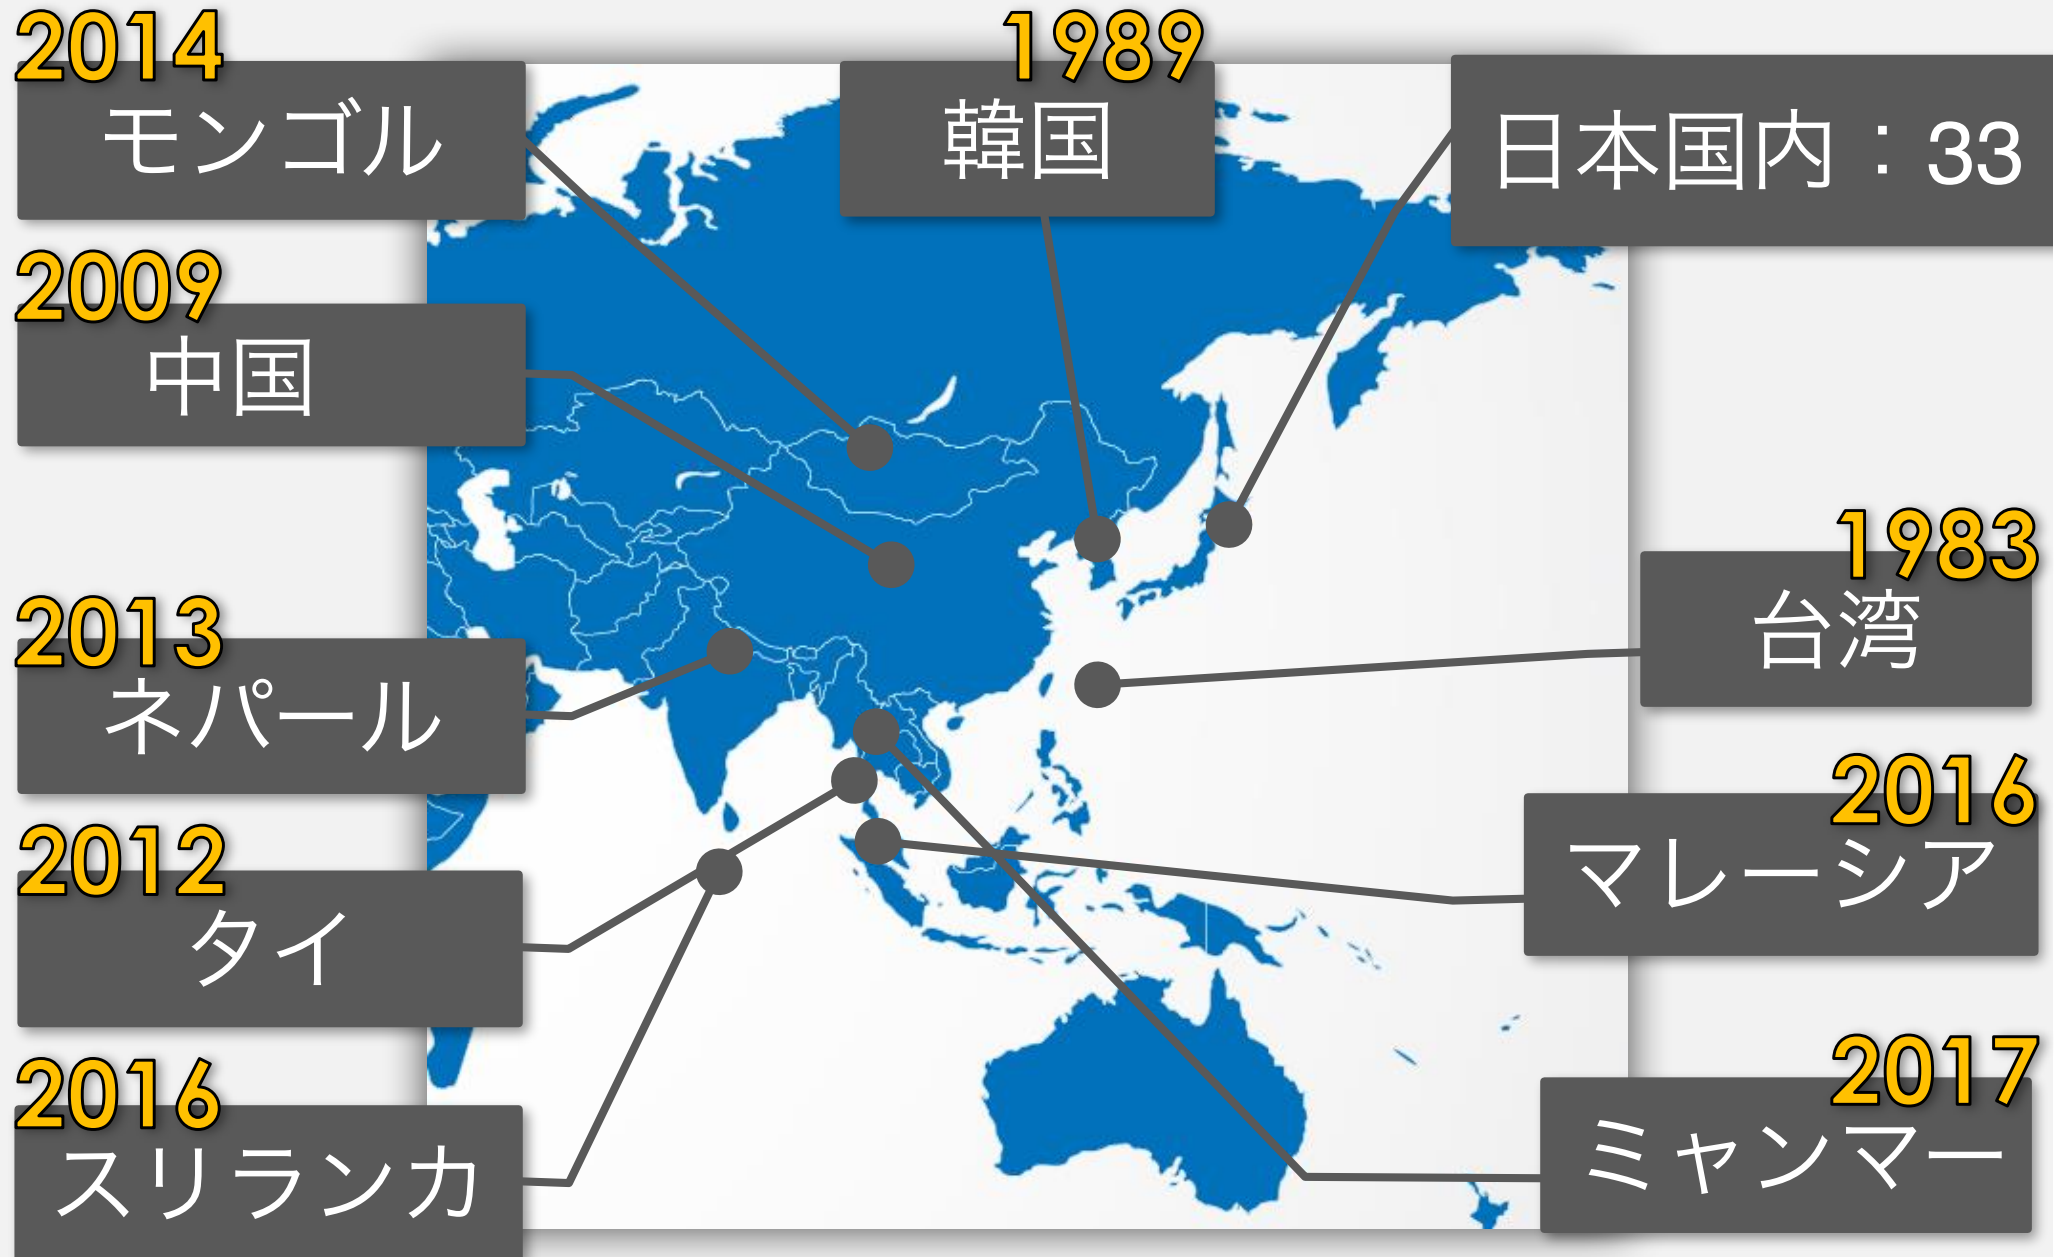 2014
モンゴル
1989
韓国
日本国内：33
2009
中国
1983
台湾
2013
ネパール
2016
マレーシア
2012
タイ
2017
ミャンマー
2016
スリランカ